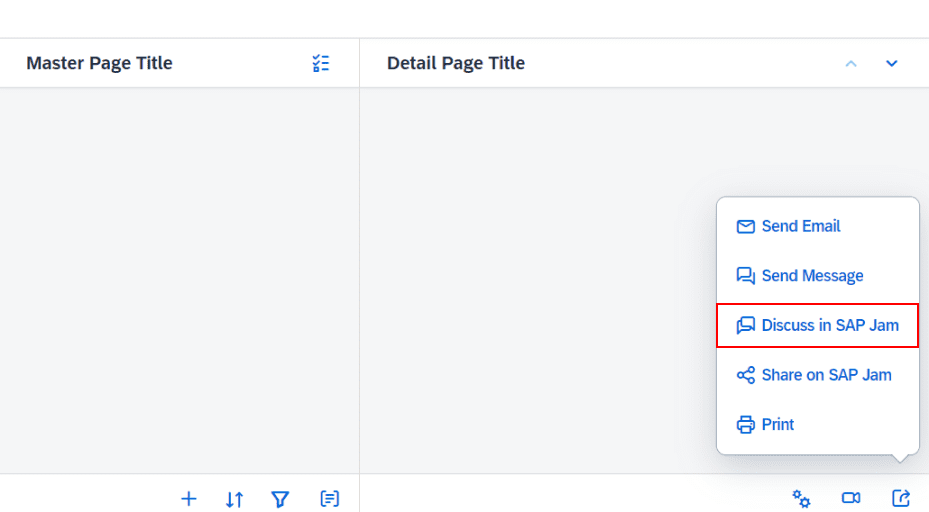 Master Page Title
Detail Page Title
Send Email
Send Message
Discuss in SAP Jam
Share on SAP Jam
Print